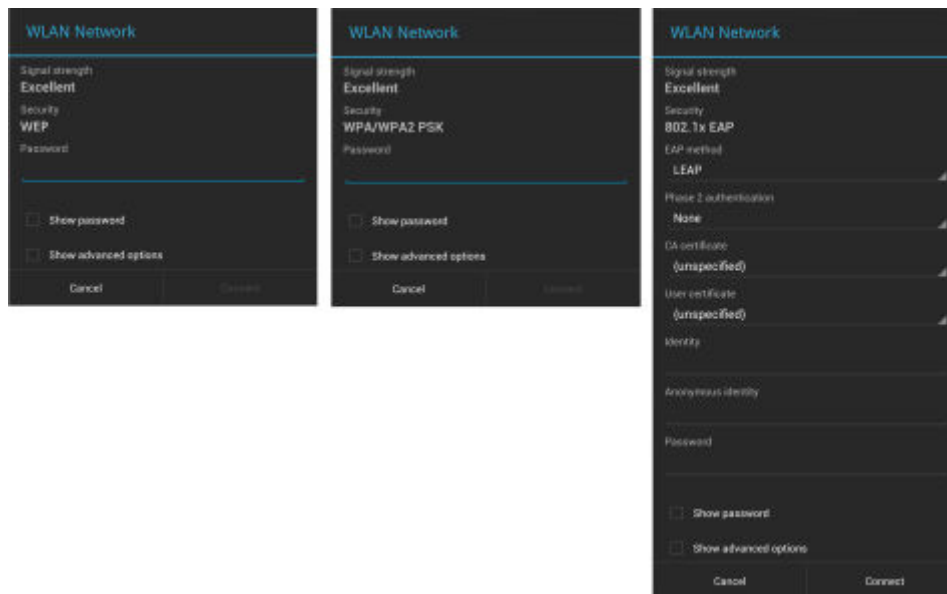 WLAN Network
Signal strength
Excellent
Security
WEP
Password
Show password
Show advanced options
Cancel
Connect
WLAN Network
Signal strength
Excellent
Security
WPA/WPA2 PSK
Password
Show password
Show advanced options
Cancel
Connect
WLAN Network
Signal strength
Excellent
Security
802.1x EAP
EAP method
LEAP
Phase 2 authentication
None
CA certificate
(unspecified)
User certificate
(unspecified)
Identity
Anonymous identity
Password
Show password
Show advanced options
Cancel
Connect